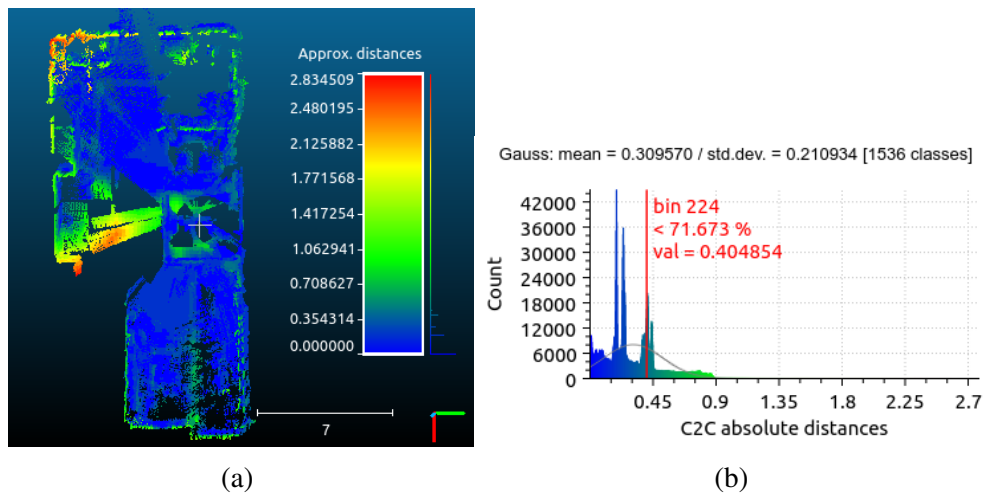 Approx. distances
2.834509
2.480195
2.125882
1.771568
1.417254
1.062941
0.708627
0.354314
0.000000
7
(a)
Gauss: mean = 0.309570 / std.dev. = 0.210934 [1536 classes]
42000
36000
30000
24000
18000
12000
6000
0
Count
bin 224
< 71.673 %
val = 0.404854
0.45 0.9 1.35 1.8 2.25 2.7
C2C absolute distances
(b)